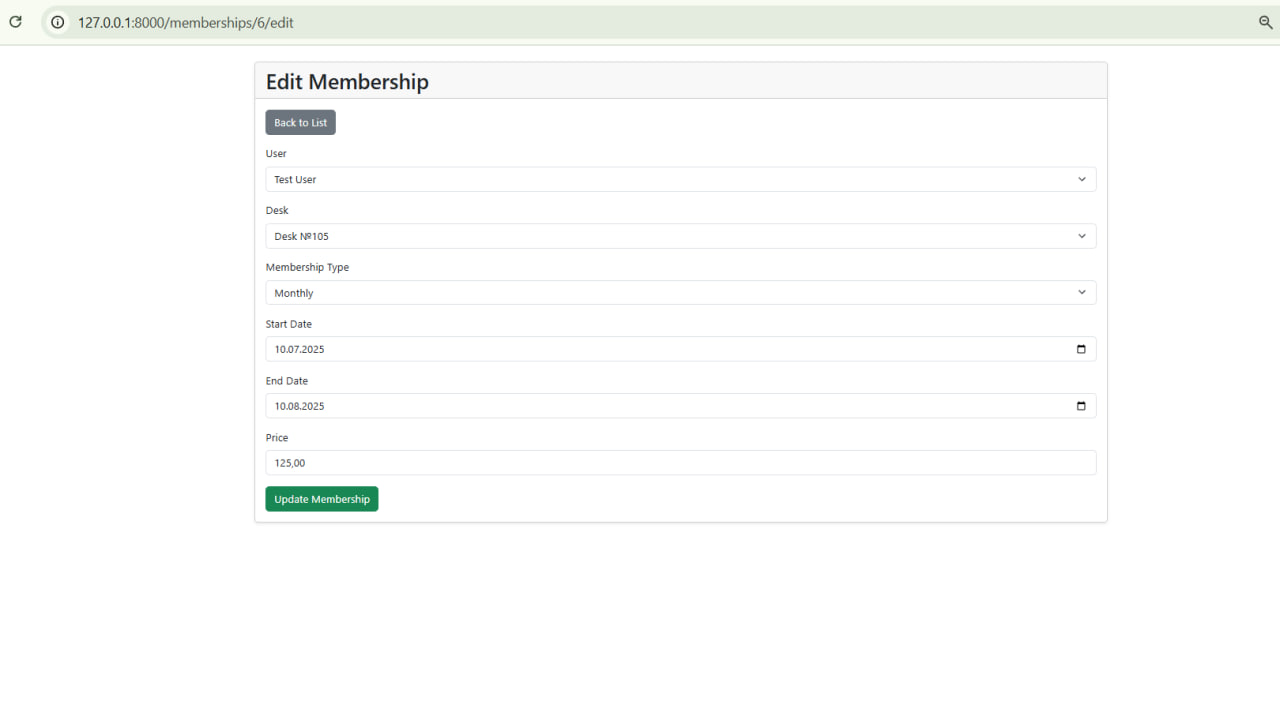 127.0.0.1:8000/memberships/6/edit
Edit Membership
Back to List
User
Test User
Desk
Desk №105
Membership Type
Monthly
Start Date
10.07.2025
End Date
10.08.2025
Price
125,00
Update Membership